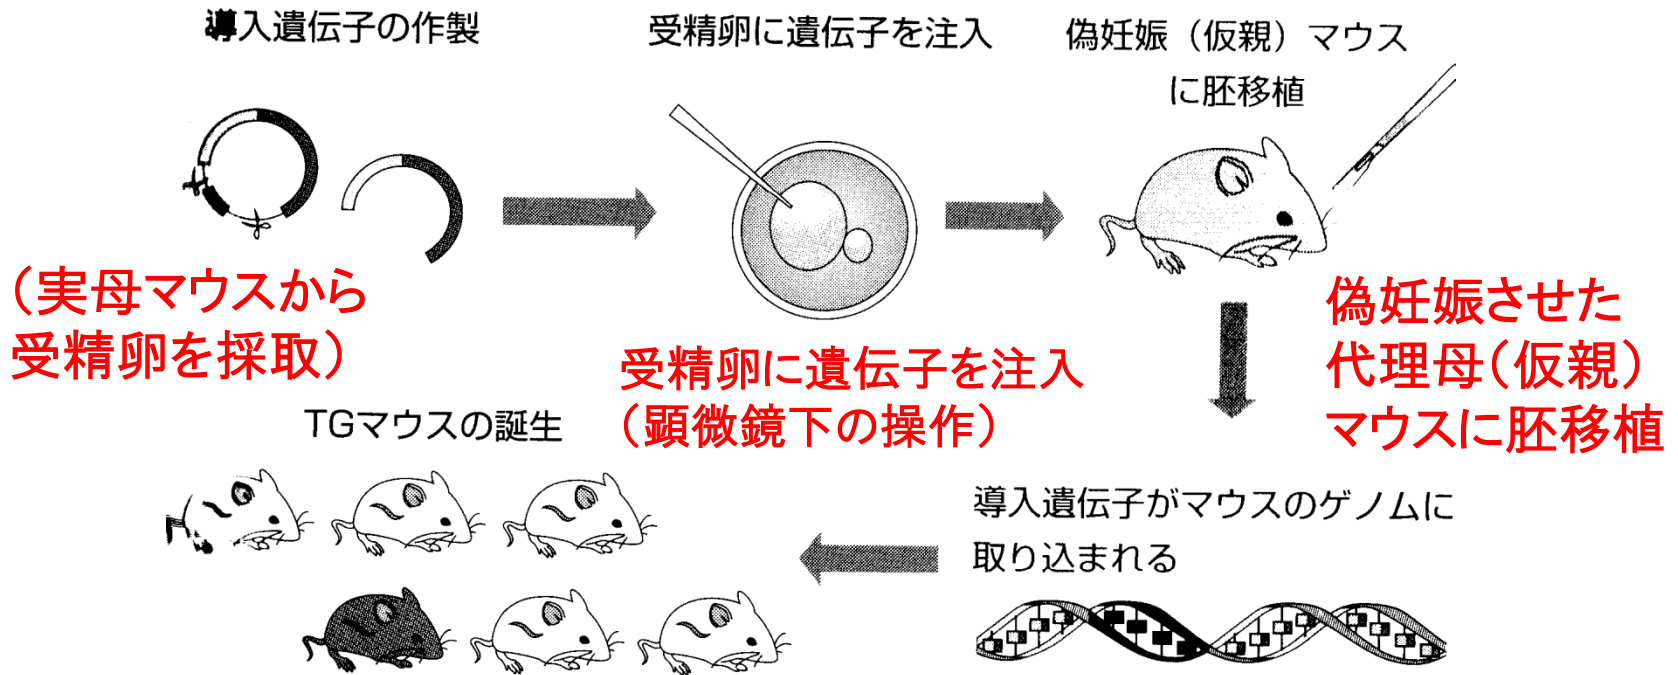 導入遺伝子の作製
受精卵に遺伝子を注入
偽妊娠（仮親）マウス
に胚移植
（実母マウスから
受精卵を採取）
受精卵に遺伝子を注入
（顕微鏡下の操作）
偽妊娠させた
代理母（仮親）
マウスに胚移植
導入遺伝子がマウスのゲノムに
取り込まれる
TGマウスの誕生